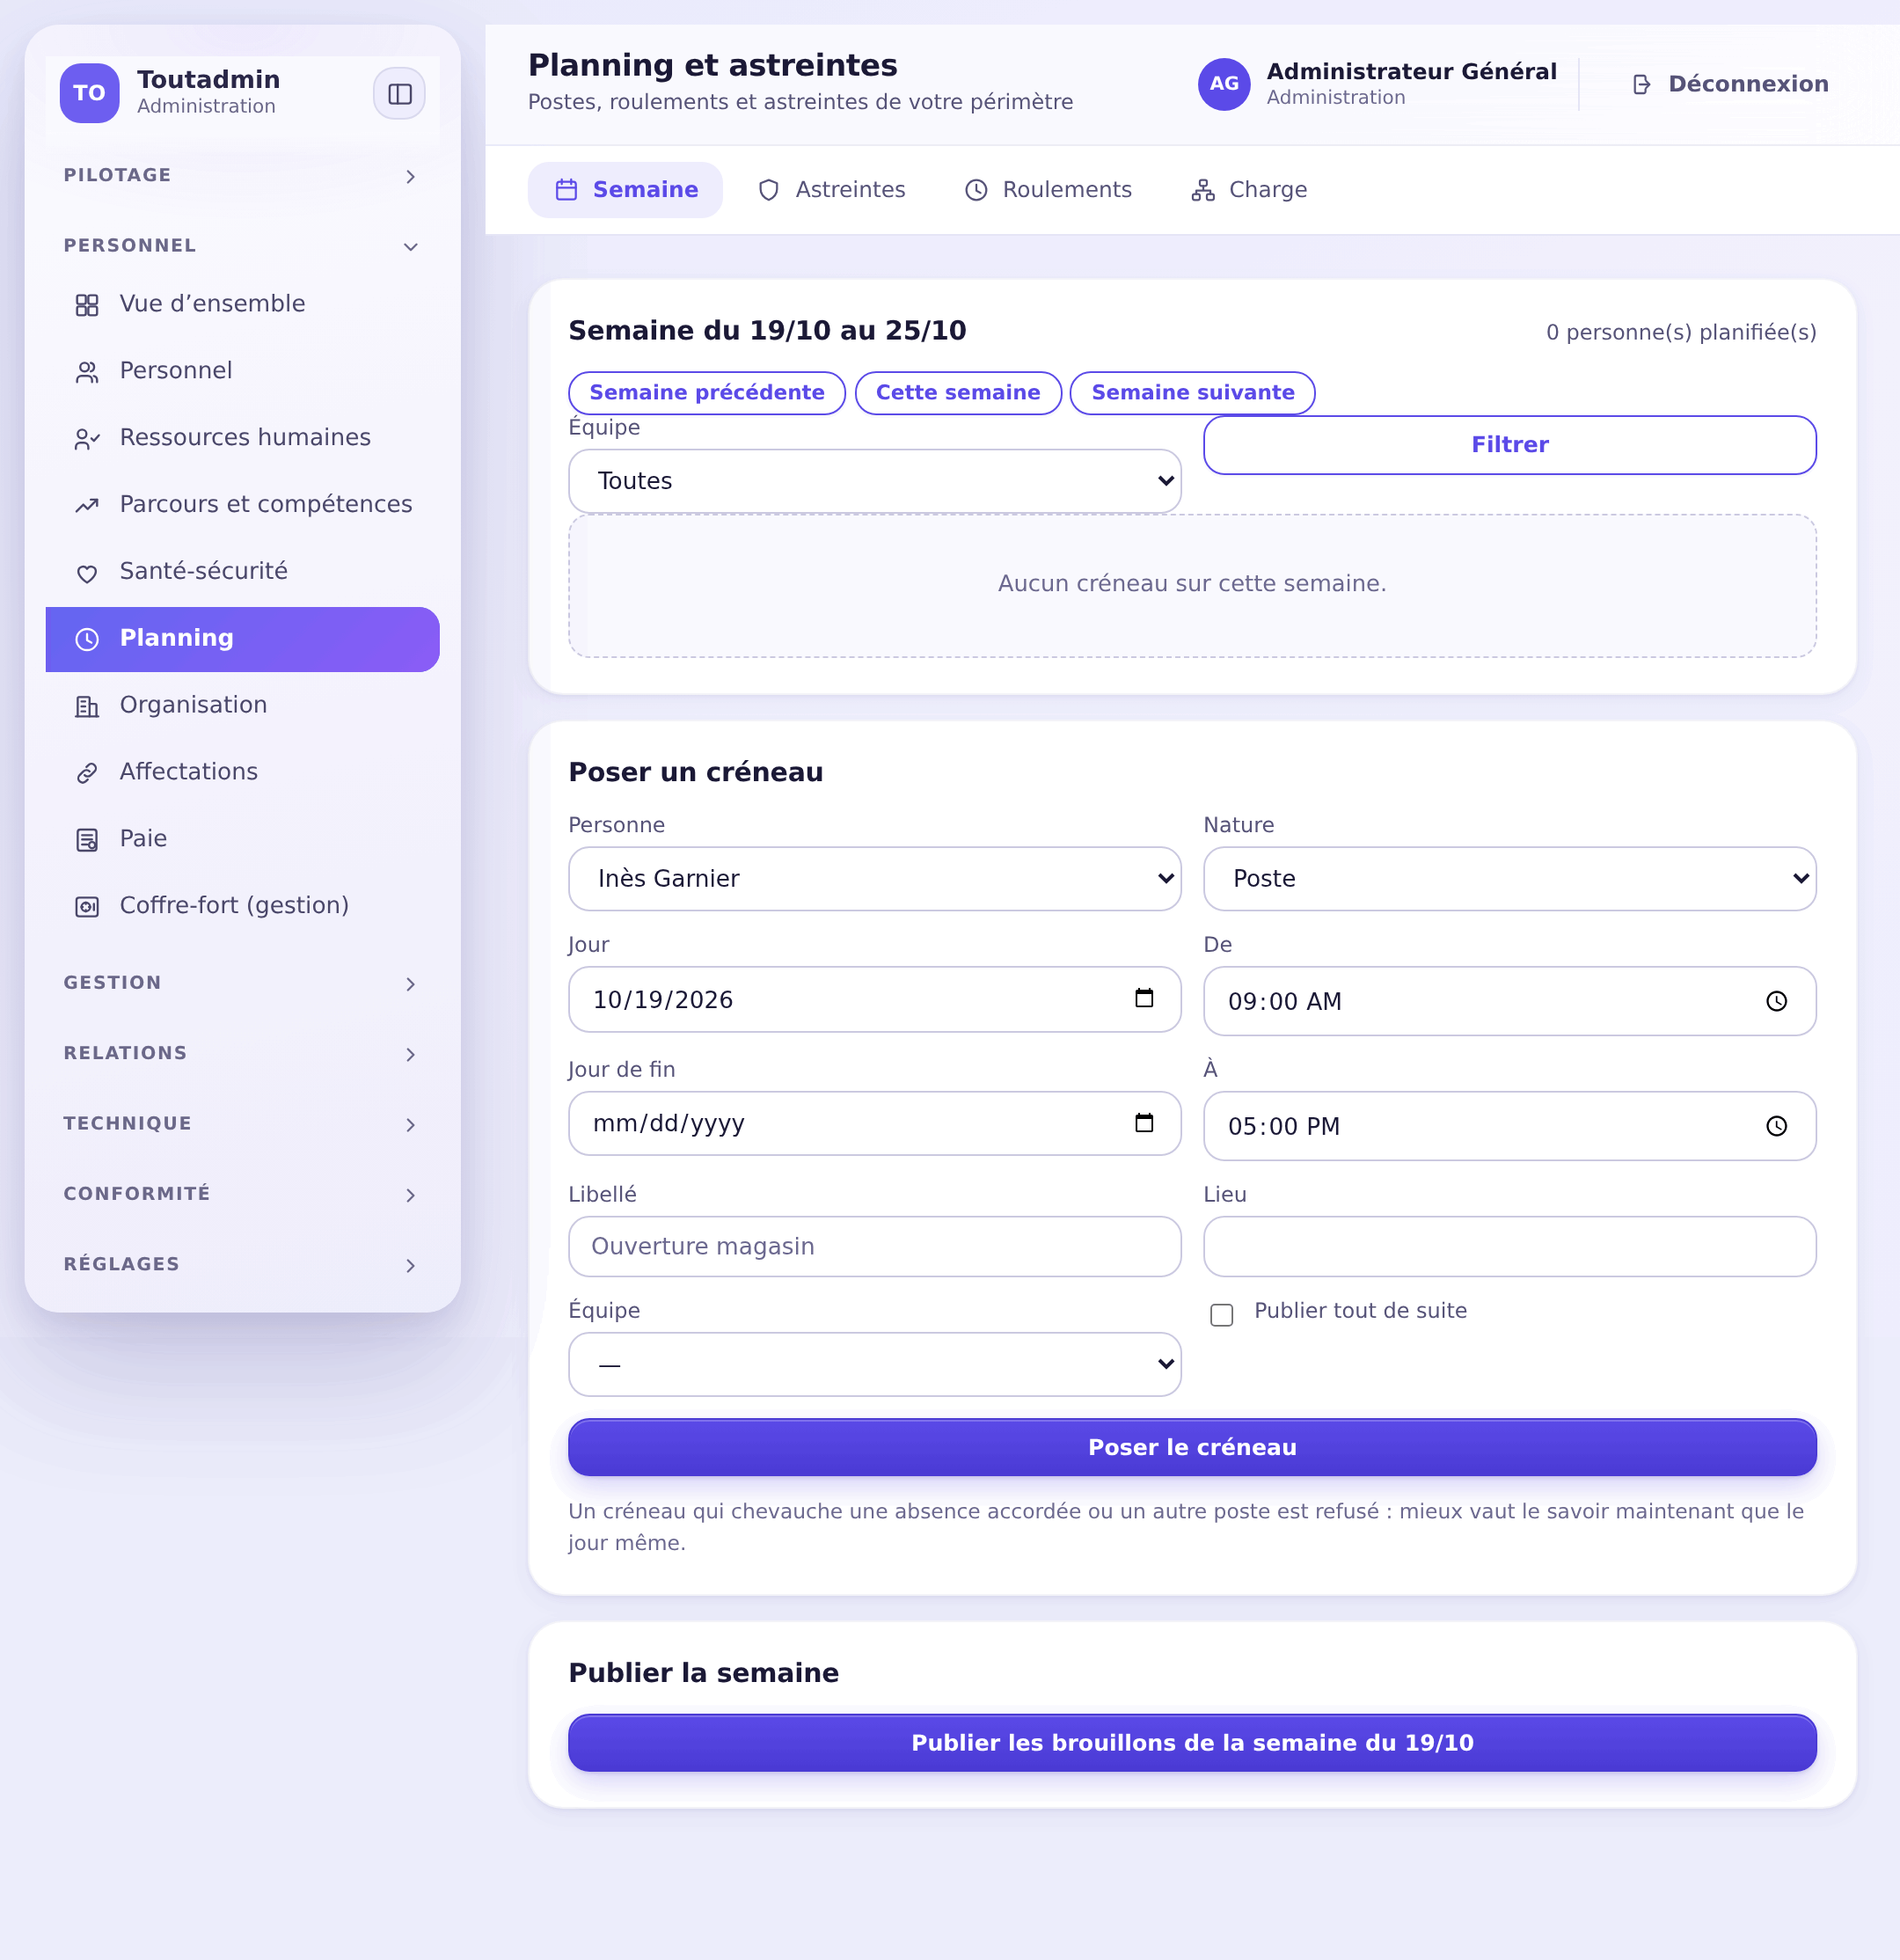 TO
Toutadmin
Administration
PILOTAGE
PERSONNEL
Vue d’ensemble
Personnel
Ressources humaines
Parcours et compétences
Santé-sécurité
Planning
Organisation
Affectations
Paie
Coffre-fort (gestion)
GESTION
RELATIONS
TECHNIQUE
CONFORMITÉ
RÉGLAGES
Planning et astreintes
Postes, roulements et astreintes de votre périmètre
AG
Administrateur Général
Administration
Déconnexion
Semaine
Astreintes
Roulements
Charge
Semaine du 19/10 au 25/10
0 personne(s) planifiée(s)
Semaine précédente
Cette semaine
Semaine suivante
Équipe
Toutes
Filtrer
Aucun créneau sur cette semaine.
Poser un créneau
Personne
Inès Garnier
Nature
Poste
Jour
10/19/2026
De
09:00 AM
Jour de fin
mm/dd/yyyy
À
05:00 PM
Libellé
Ouverture magasin
Lieu
Équipe
—
Publier tout de suite
Poser le créneau
Un créneau qui chevauche une absence accordée ou un autre poste est refusé : mieux vaut le savoir maintenant que le
jour même.
Publier la semaine
Publier les brouillons de la semaine du 19/10